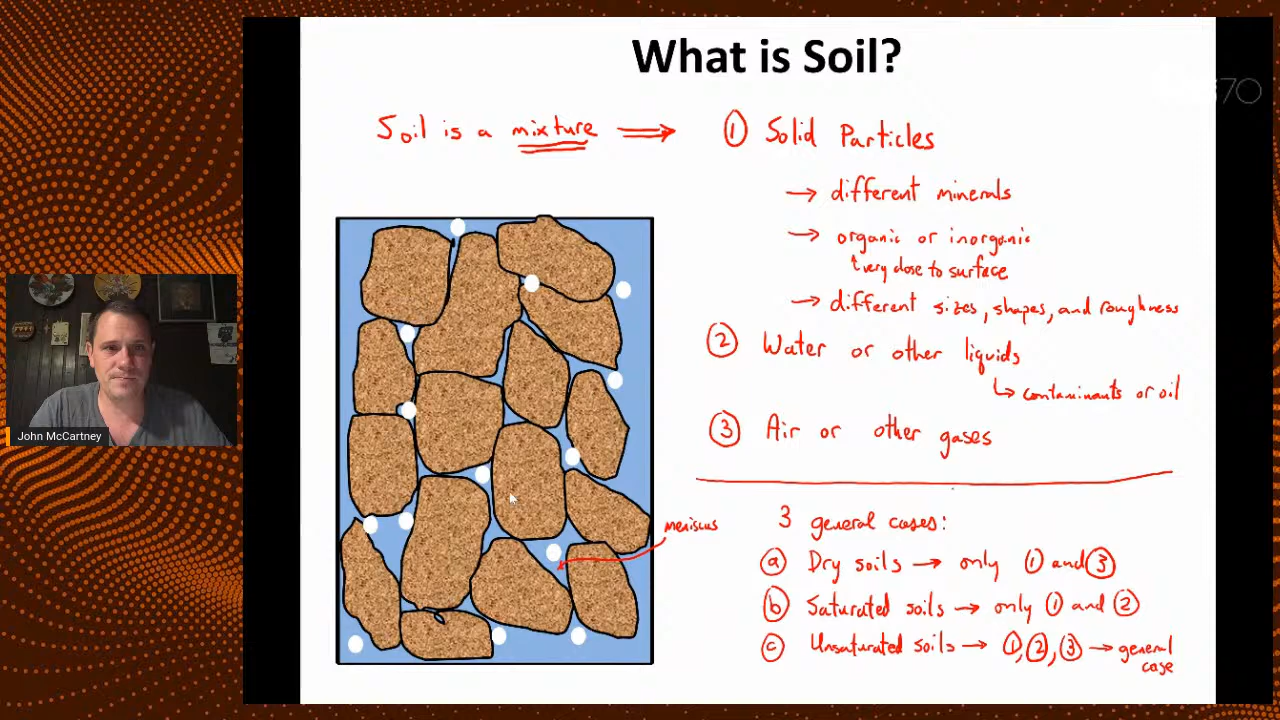 What is Soil?
Soil is a mixture ⟹ ① Solid Particles
→ different minerals
→ organic or inorganic
very close to surface
→ different sizes, shapes, and roughness
② Water or other liquids
↳ contaminants or oil
③ Air or other gases
meniscus
3 general cases:
ⓐ Dry soils → only ① and ③
ⓑ Saturated soils → only ① and ②
ⓒ Unsaturated soils → ①, ②, ③ → general
case
John McCartney
70